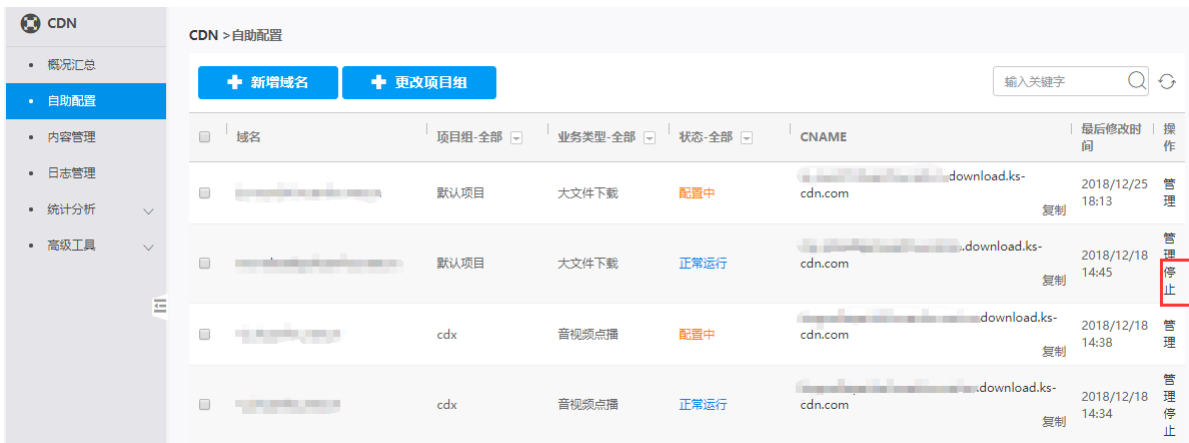 CDN
概况汇总
自助配置
内容管理
日志管理
统计分析
高级工具
CDN >自助配置
新增域名
更改项目组
输入关键字
域名 项目组-全部 业务类型-全部 状态-全部 CNAME 最后修改时间 操作
默认项目 大文件下载 配置中 download.ks-cdn.com 复制 2018/12/25 18:13 管理
默认项目 大文件下载 正常运行 .download.ks-cdn.com 复制 2018/12/18 14:45 管理 停止
cdx 音视频点播 配置中 download.ks-cdn.com 复制 2018/12/18 14:38 管理
cdx 音视频点播 正常运行 .download.ks-cdn.com 复制 2018/12/18 14:34 管理 停止